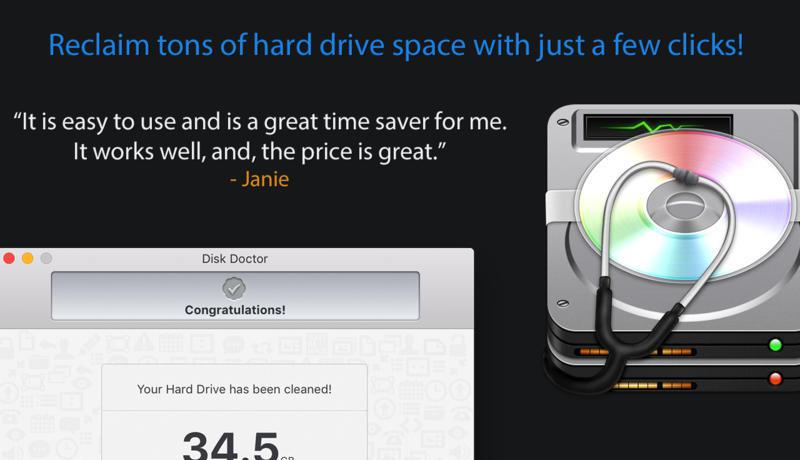 Reclaim tons of hard drive space with just a few clicks!
“It is easy to use and is a great time saver for me.
It works well, and, the price is great.”
- Janie
Disk Doctor
Congratulations!
Your Hard Drive has been cleaned!
34.5 GB